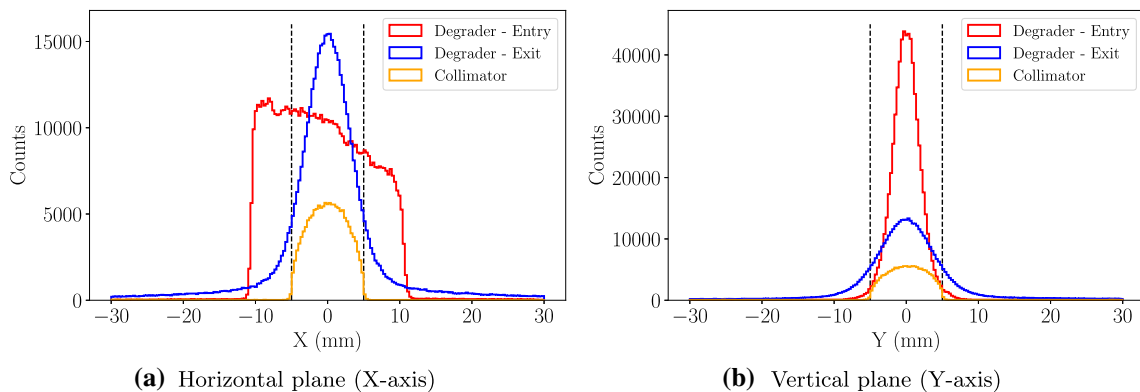 15000
10000
5000
0
Counts
−30
−20
−10
0
10
20
30
X (mm)
Degrader - Entry
Degrader - Exit
Collimator
(a) Horizontal plane (X-axis)
40000
30000
20000
10000
0
Counts
−30
−20
−10
0
10
20
30
Y (mm)
Degrader - Entry
Degrader - Exit
Collimator
(b) Vertical plane (Y-axis)